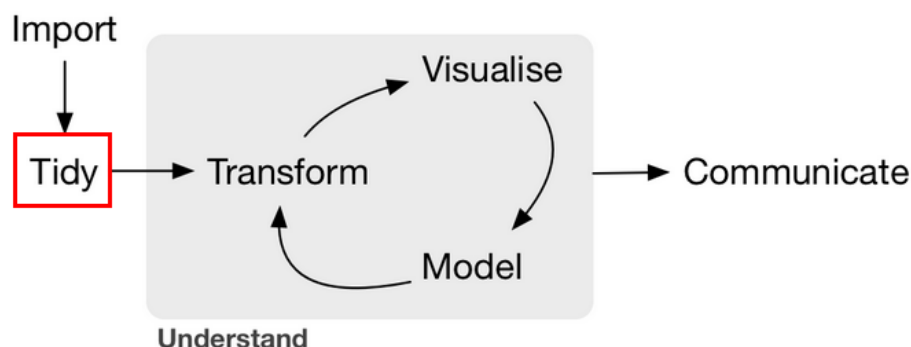 Import
Tidy
Transform
Visualise
Model
Communicate
Understand